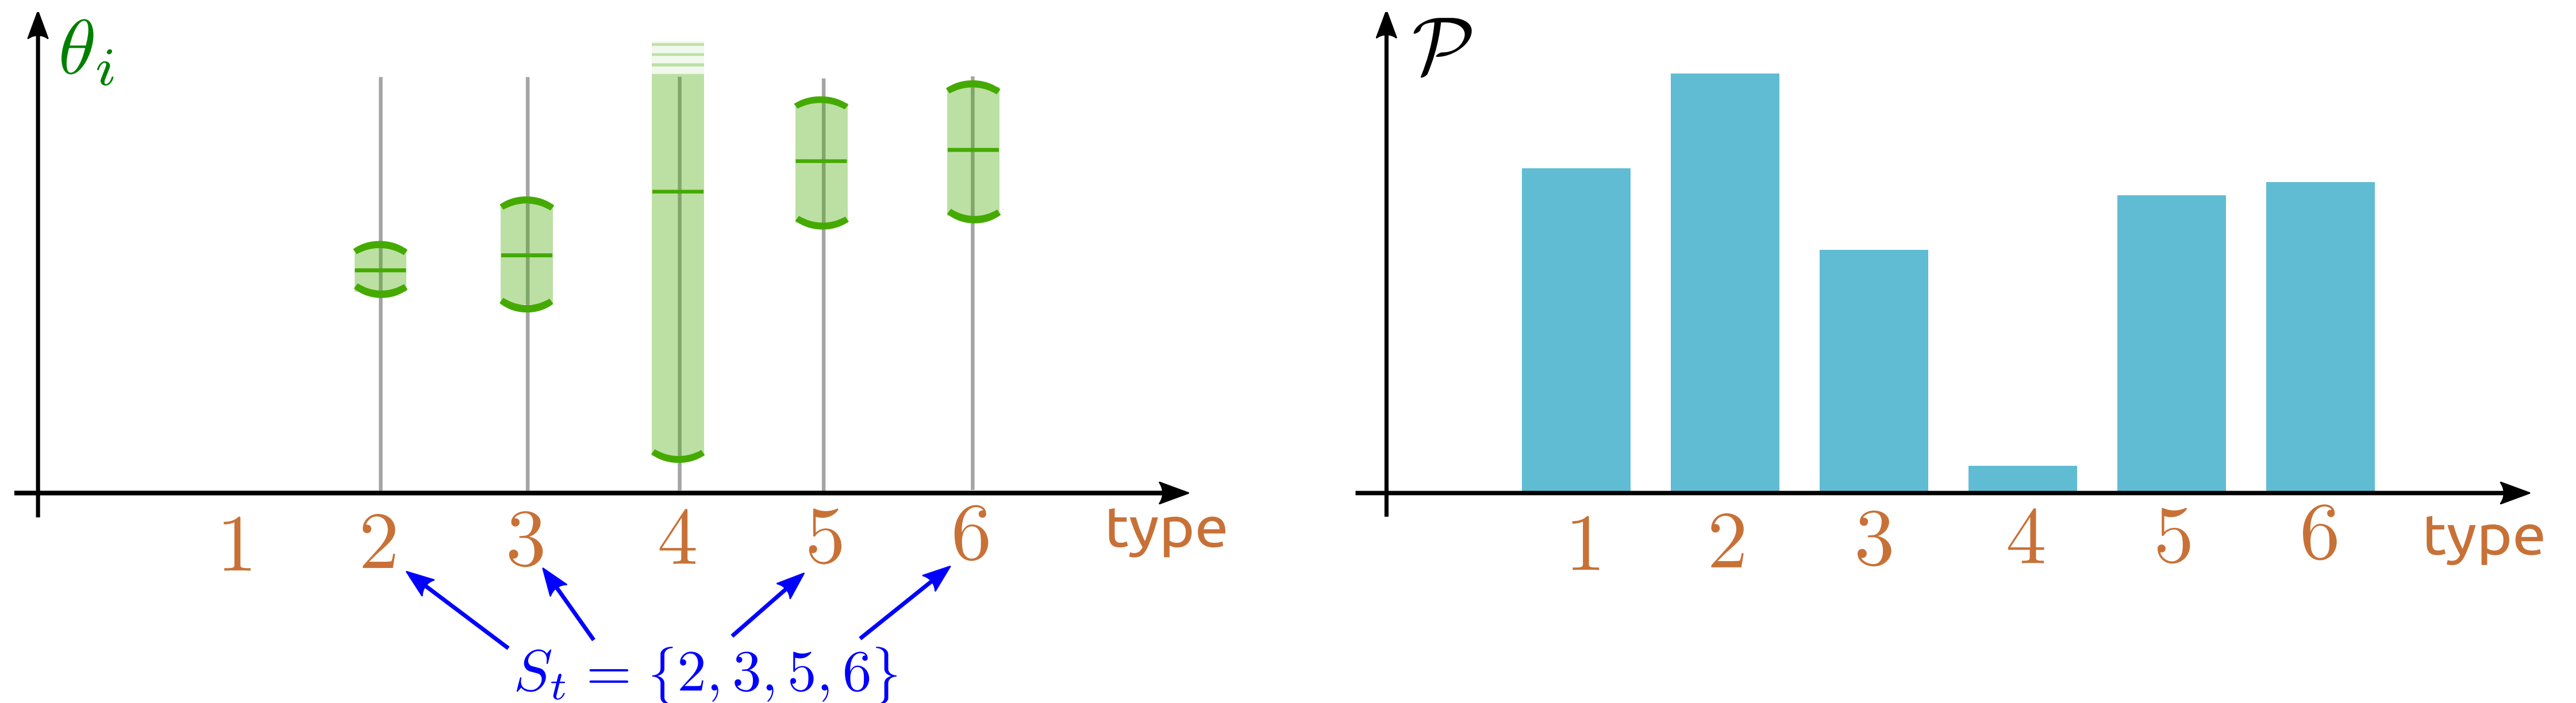 θ_i
1 2 3 4 5 6 type
S_t = {2, 3, 5, 6}
𝒫
1 2 3 4 5 6 type